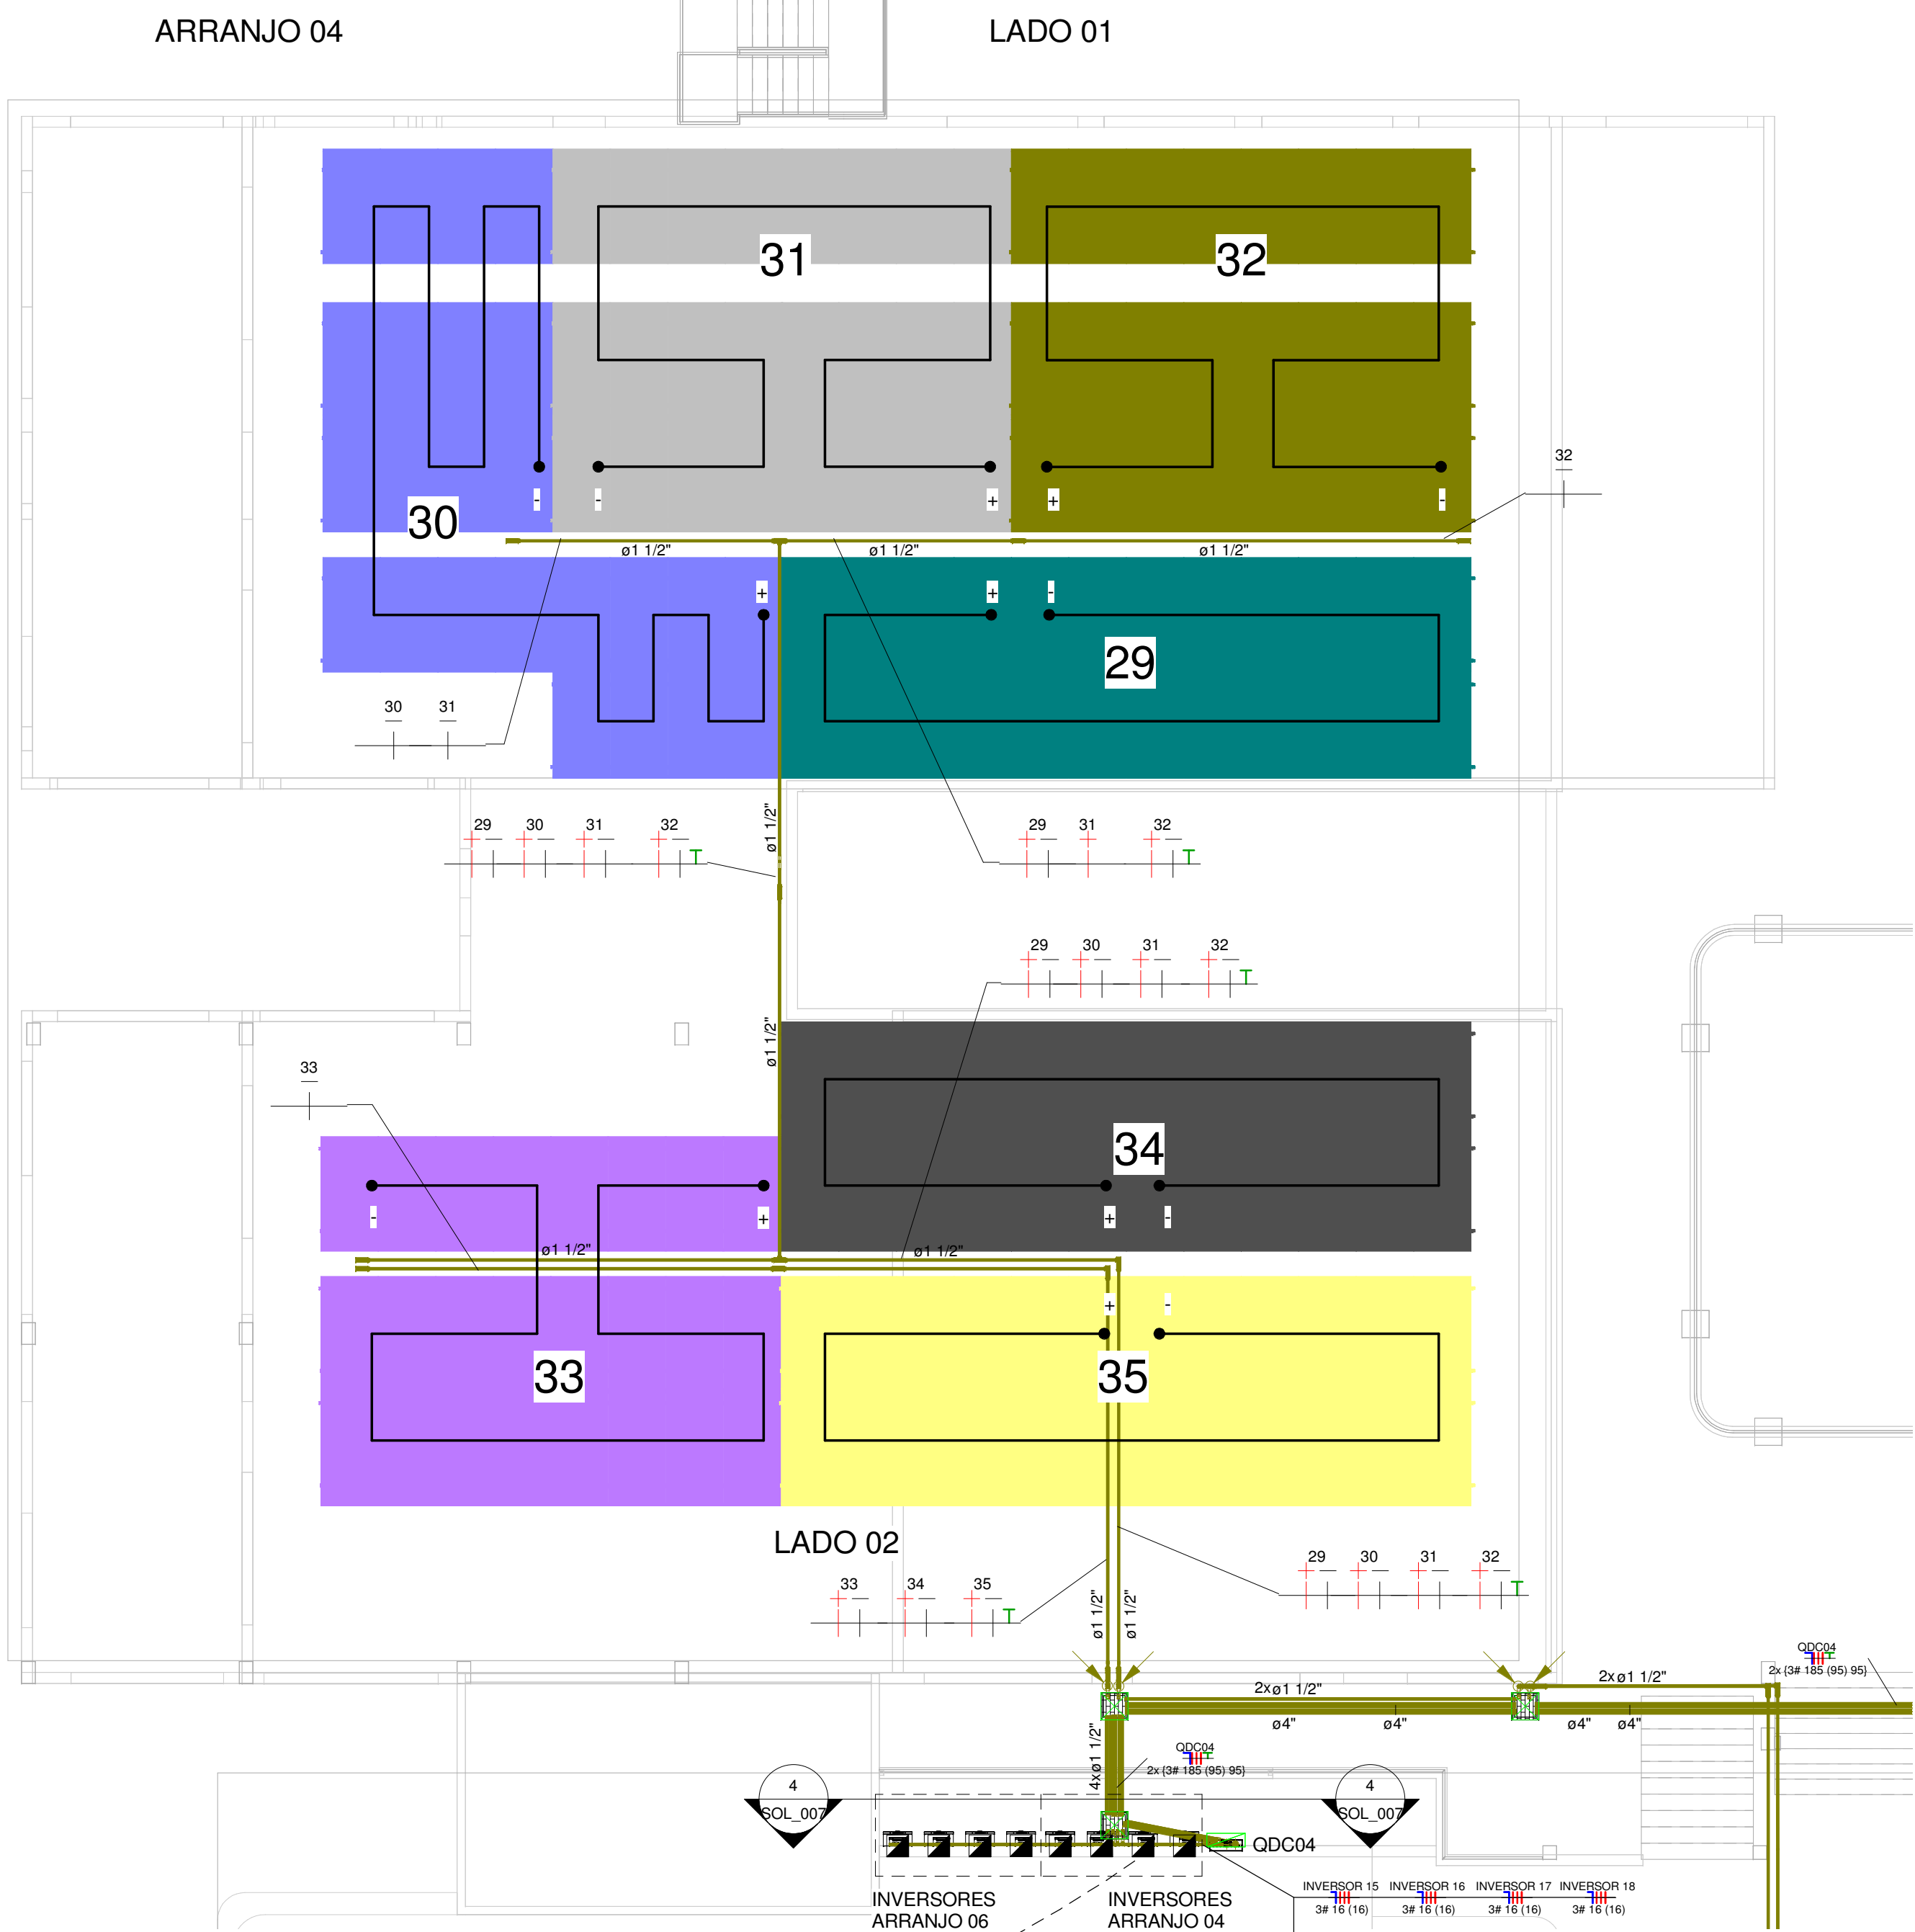 ARRANJO 04 LADO 01
31 32
32
- - + + -
30
ø1 1/2" ø1 1/2" ø1 1/2"
+ + -
29
30 31
ø1 1/2"
29 30 31 32
T
29 31 32
T
29 30 31 32
T
ø1 1/2"
33
34
- + + -
ø1 1/2" ø1 1/2"
+ -
33 35
LADO 02
29 30 31 32
T
33 34 35
T
ø1 1/2" ø1 1/2"
QDC04
2x {3# 185 (95) 95}
2xø1 1/2" 2xø1 1/2"
ø4" ø4" ø4" ø4"
4xø1 1/2"
QDC04
2x {3# 185 (95) 95}
4 4
SOL_007 SOL_007
QDC04
INVERSORES
ARRANJO 06
INVERSORES
ARRANJO 04
INVERSOR 15 INVERSOR 16 INVERSOR 17 INVERSOR 18
3# 16 (16) 3# 16 (16) 3# 16 (16) 3# 16 (16)